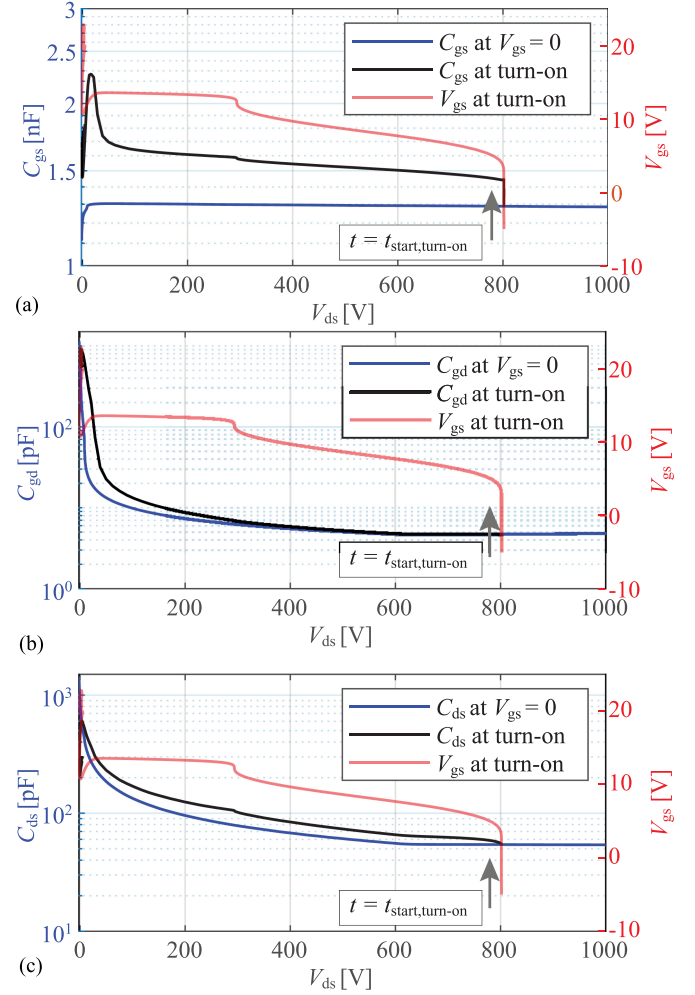 3
2.5
2
1.5
1
C_gs [nF]
C_gs at V_gs = 0
C_gs at turn-on
V_gs at turn-on
t = t_start,turn-on
20
10
0
-10
V_gs [V]
0 200 400 600 800 1000
V_ds [V]
(a)
10^2
10^0
C_gd [pF]
C_gd at V_gs = 0
C_gd at turn-on
V_gs at turn-on
t = t_start,turn-on
20
10
0
-10
V_gs [V]
0 200 400 600 800 1000
V_ds [V]
(b)
10^3
10^2
10^1
C_ds [pF]
C_ds at V_gs = 0
C_ds at turn-on
V_gs at turn-on
t = t_start,turn-on
20
10
0
-10
V_gs [V]
0 200 400 600 800 1000
V_ds [V]
(c)